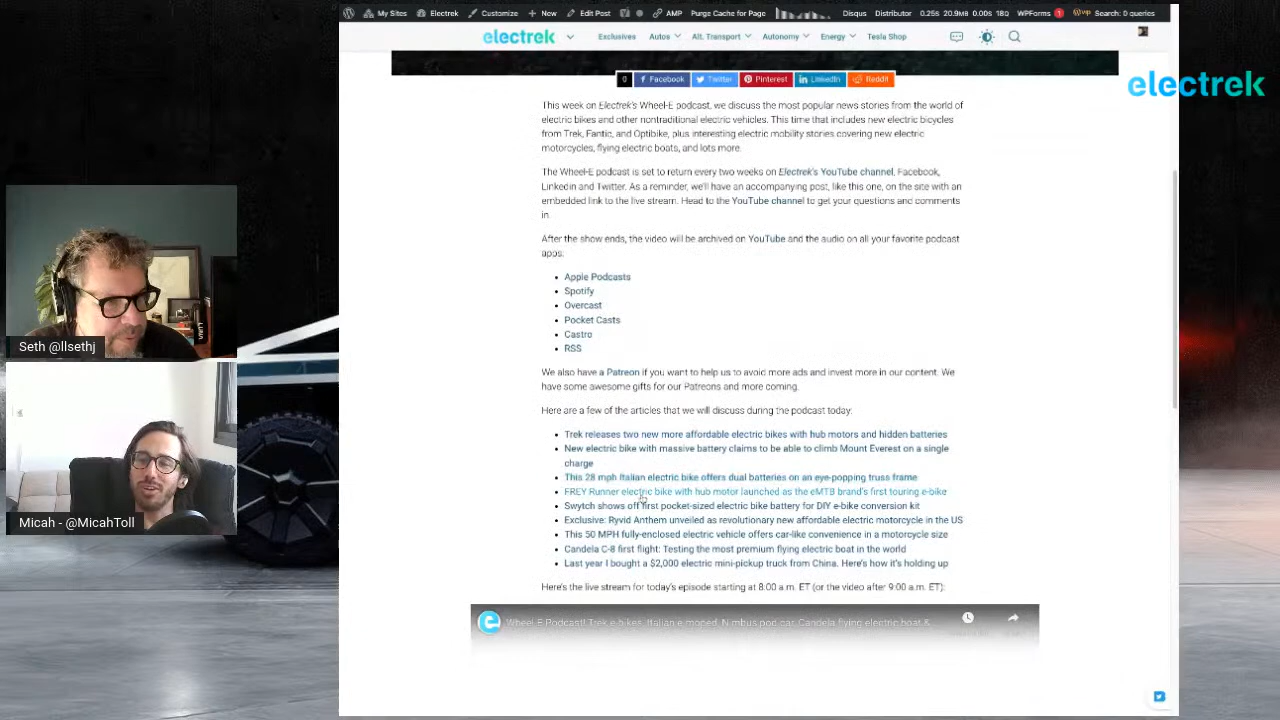 My Sites Electrek Customize New Edit Post AMP Purge Cache for Page Disqus Distributor 0.25s 20.9MB 0.00s 18Q WPForms 1 Search: 0 queries
electrek Exclusives Autos Alt. Transport Autonomy Energy Tesla Shop
electrek
0 Facebook Twitter Pinterest LinkedIn Reddit
This week on Electrek's Wheel-E podcast, we discuss the most popular news stories from the world of
electric bikes and other nontraditional electric vehicles. This time that includes new electric bicycles
from Trek, Fantic, and Optibike, plus interesting electric mobility stories covering new electric
motorcycles, flying electric boats, and lots more.
The Wheel-E podcast is set to return every two weeks on Electrek's YouTube channel, Facebook,
Linkedin and Twitter. As a reminder, we'll have an accompanying post, like this one, on the site with an
embedded link to the live stream. Head to the YouTube channel to get your questions and comments
in.
After the show ends, the video will be archived on YouTube and the audio on all your favorite podcast
apps:
Apple Podcasts
Spotify
Overcast
Pocket Casts
Castro
RSS
We also have a Patreon if you want to help us to avoid more ads and invest more in our content. We
have some awesome gifts for our Patreons and more coming.
Here are a few of the articles that we will discuss during the podcast today:
Trek releases two new more affordable electric bikes with hub motors and hidden batteries
New electric bike with massive battery claims to be able to climb Mount Everest on a single
charge
This 28 mph Italian electric bike offers dual batteries on an eye-popping truss frame
FREY Runner electric bike with hub motor launched as the eMTB brand's first touring e-bike
Swytch shows off first pocket-sized electric bike battery for DIY e-bike conversion kit
Exclusive: Ryvid Anthem unveiled as revolutionary new affordable electric motorcycle in the US
This 50 MPH fully-enclosed electric vehicle offers car-like convenience in a motorcycle size
Candela C-8 first flight: Testing the most premium flying electric boat in the world
Last year I bought a $2,000 electric mini-pickup truck from China. Here's how it's holding up
Here's the live stream for today's episode starting at 8:00 a.m. ET (or the video after 9:00 a.m. ET):
Wheel-E Podcast! Trek e-bikes, Italian e-moped, Nimbus pod car, Candela flying electric boat &
Seth @llsethj
Micah - @MicahToll